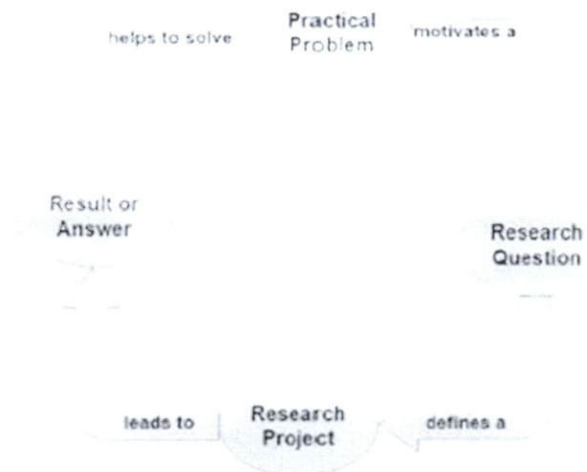 helps to solve
Practical
Problem
motivates a
Result or
Answer
Research
Question
leads to
Research
Project
defines a